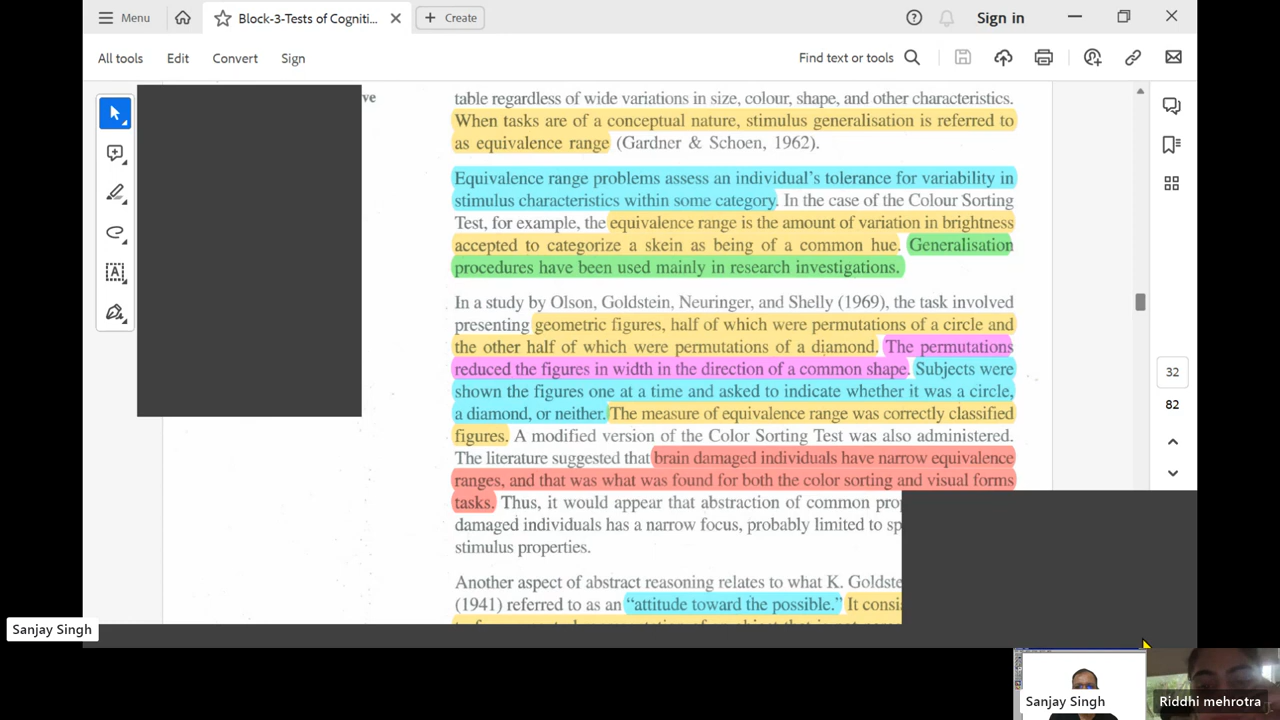 Menu
Block-3-Tests of Cogniti...
Create
Sign in
All tools
Edit
Convert
Sign
Find text or tools
ve
table regardless of wide variations in size, colour, shape, and other characteristics.
When tasks are of a conceptual nature, stimulus generalisation is referred to
as equivalence range (Gardner & Schoen, 1962).
Equivalence range problems assess an individual's tolerance for variability in
stimulus characteristics within some category. In the case of the Colour Sorting
Test, for example, the equivalence range is the amount of variation in brightness
accepted to categorize a skein as being of a common hue. Generalisation
procedures have been used mainly in research investigations.
In a study by Olson, Goldstein, Neuringer, and Shelly (1969), the task involved
presenting geometric figures, half of which were permutations of a circle and
the other half of which were permutations of a diamond. The permutations
reduced the figures in width in the direction of a common shape. Subjects were
shown the figures one at a time and asked to indicate whether it was a circle,
a diamond, or neither. The measure of equivalence range was correctly classified
figures. A modified version of the Color Sorting Test was also administered.
The literature suggested that brain damaged individuals have narrow equivalence
ranges, and that was what was found for both the color sorting and visual forms
tasks. Thus, it would appear that abstraction of common
damaged individuals has a narrow focus, probably limited to
stimulus properties.
Another aspect of abstract reasoning relates to what K.
(1941) referred to as an "attitude toward the possible." It
32
82
Sanjay Singh
Sanjay Singh
Riddhi mehrotra